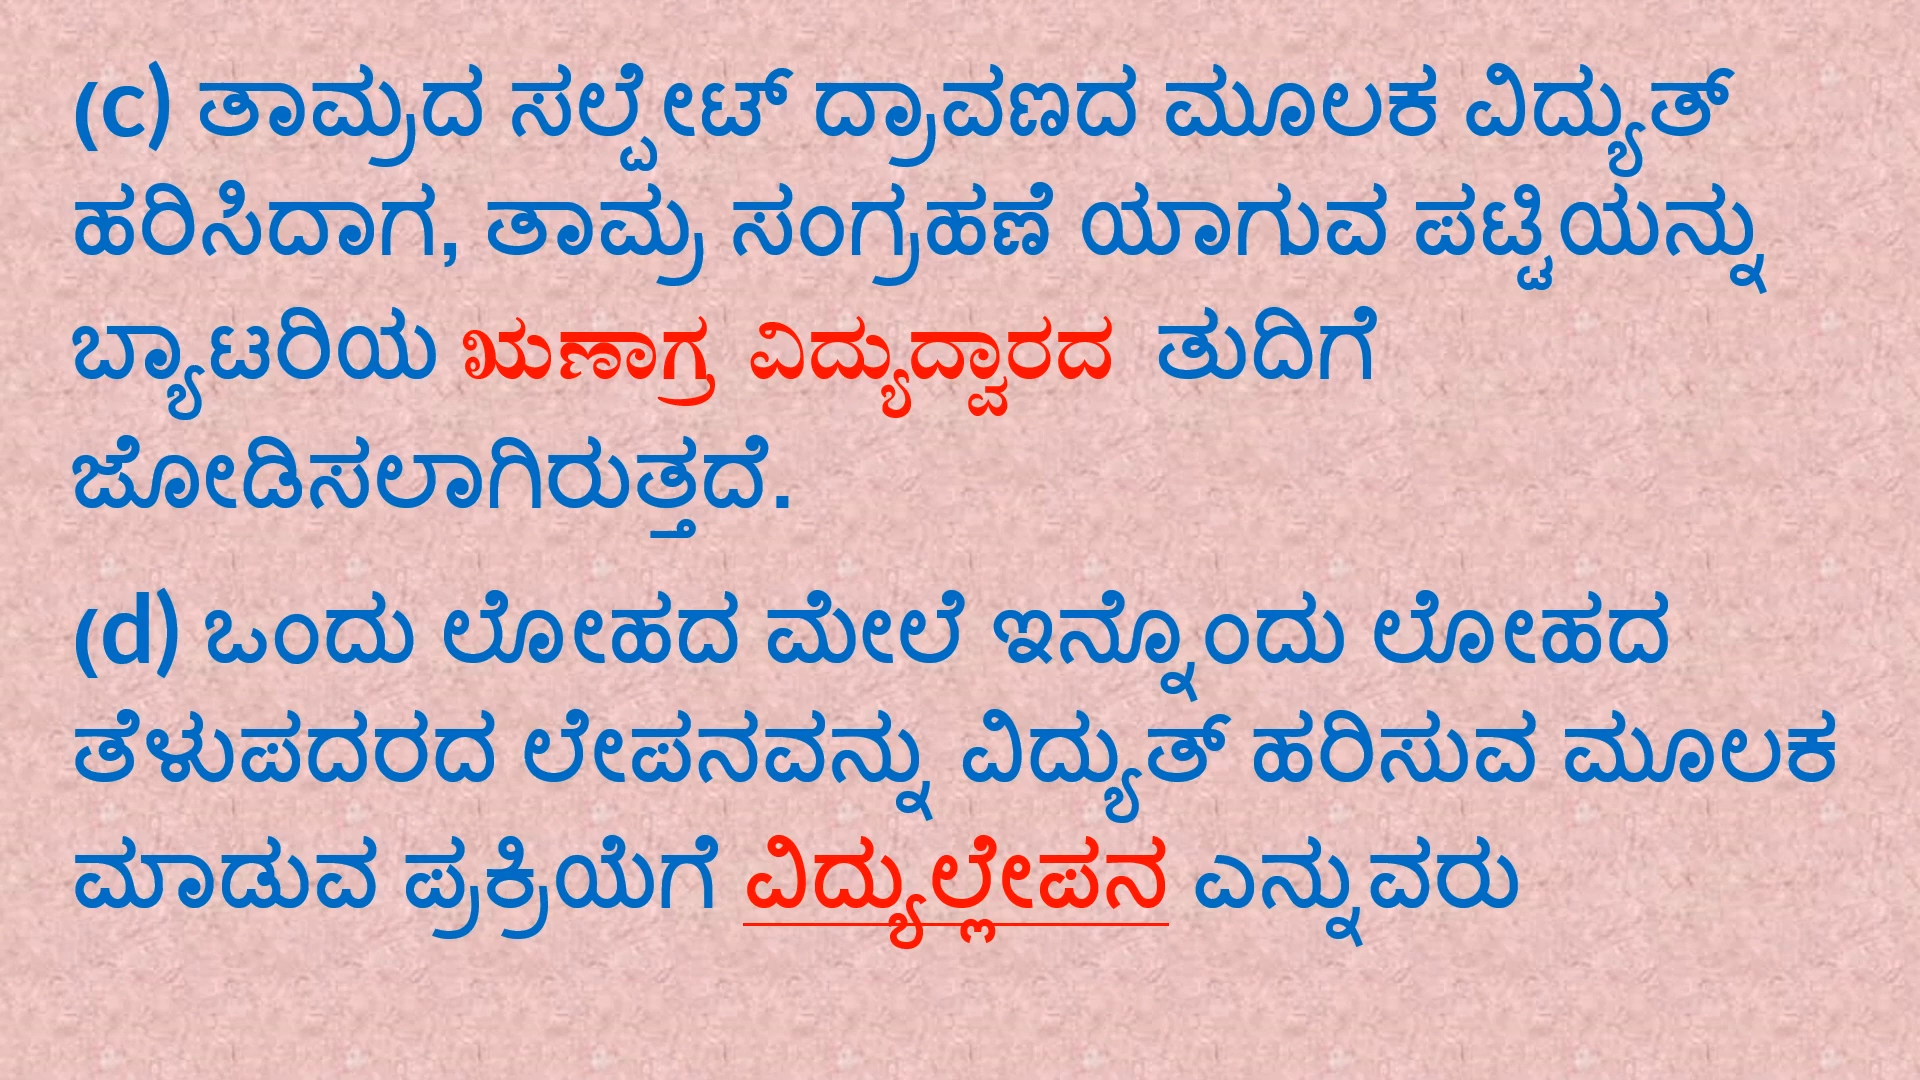 (c) ತಾಮ್ರದ ಸಲ್ಪೇಟ್ ದ್ರಾವಣದ ಮೂಲಕ ವಿದ್ಯುತ್
ಹರಿಸಿದಾಗ, ತಾಮ್ರ ಸಂಗ್ರಹಣೆ ಯಾಗುವ ಪಟ್ಟಿಯನ್ನು
ಬ್ಯಾಟರಿಯ ಋಣಾಗ್ರ ವಿದ್ಯುದ್ವಾರದ ತುದಿಗೆ
ಜೋಡಿಸಲಾಗಿರುತ್ತದೆ.
(d) ಒಂದು ಲೋಹದ ಮೇಲೆ ಇನ್ನೊಂದು ಲೋಹದ
ತೆಳುಪದರದ ಲೇಪನವನ್ನು ವಿದ್ಯುತ್ ಹರಿಸುವ ಮೂಲಕ
ಮಾಡುವ ಪ್ರಕ್ರಿಯೆಗೆ ವಿದ್ಯುಲ್ಲೇಪನ ಎನ್ನುವರು